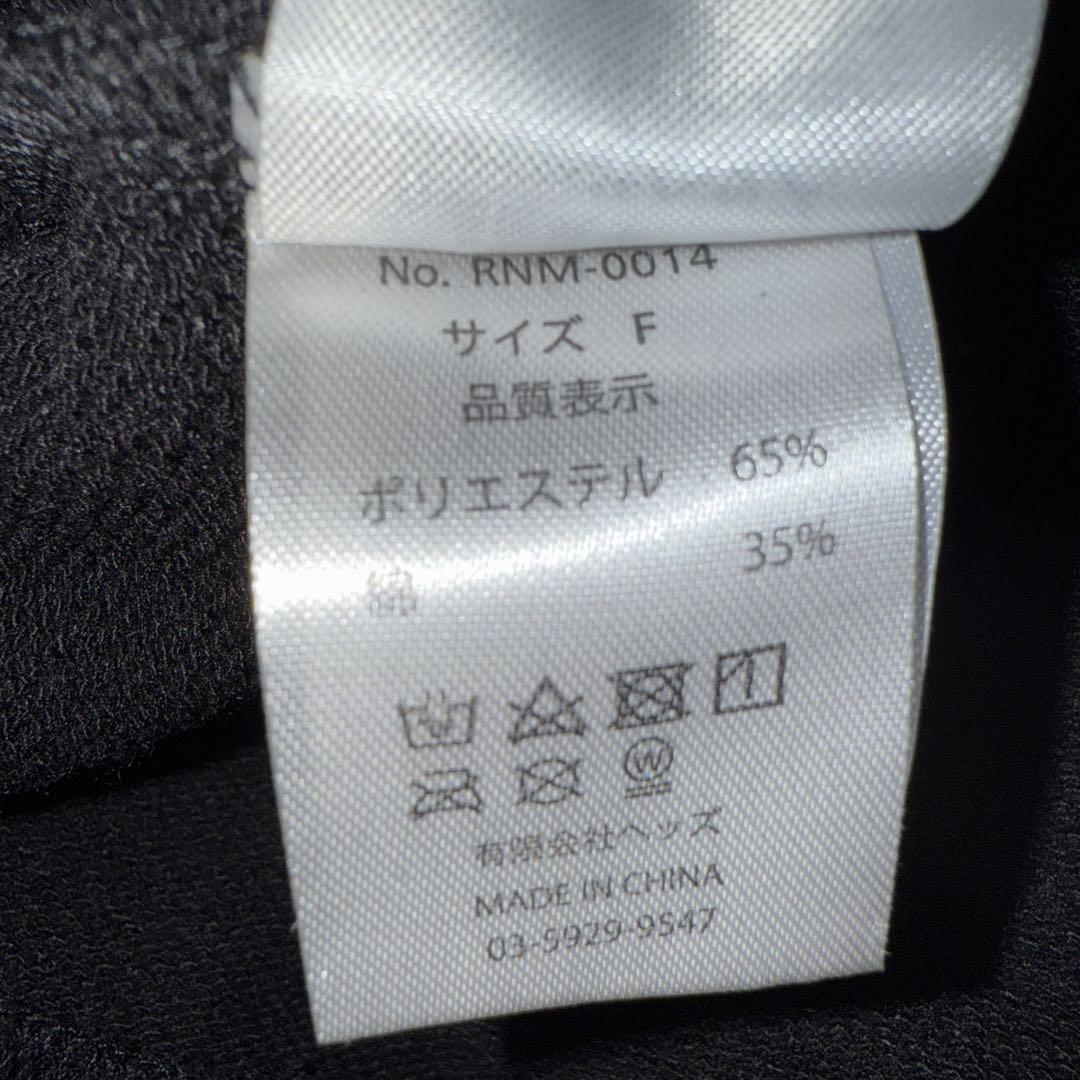 No. RNM-0014
サイズ F
品質表示
ポリエステル 65%
綿 35%
有限会社ヘッズ
MADE IN CHINA
03-5929-9547